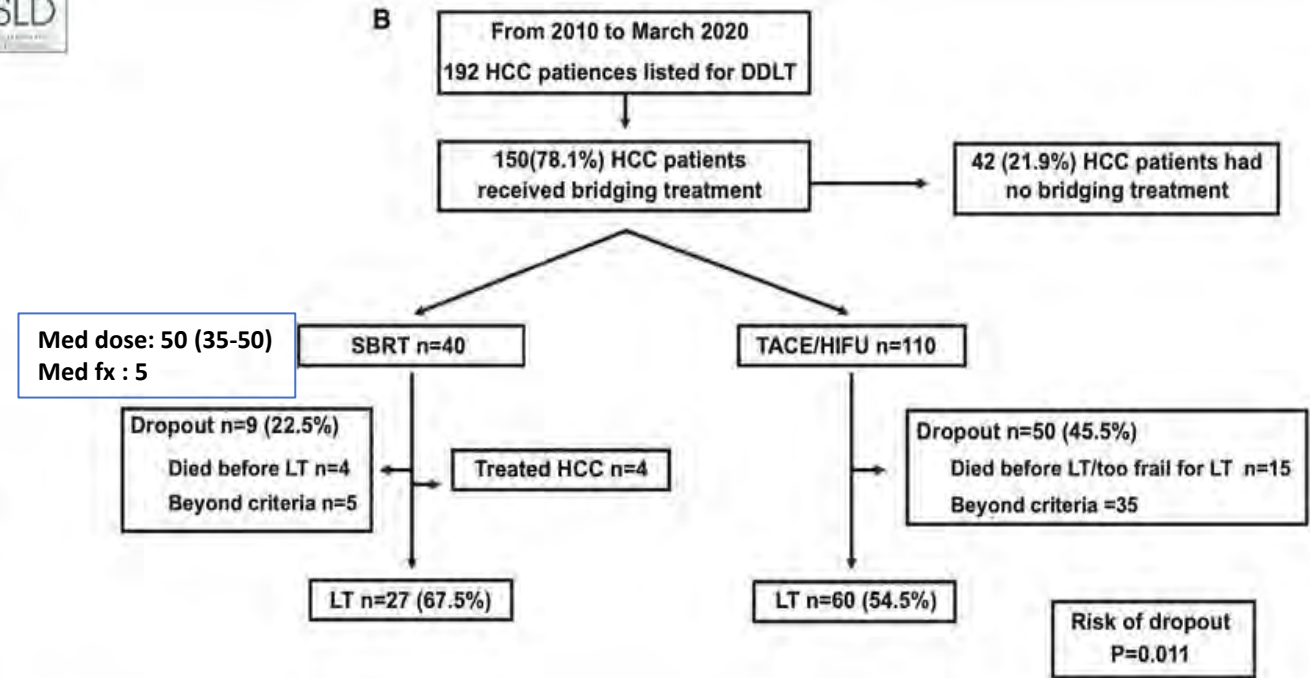 SLD
B
From 2010 to March 2020
192 HCC patiences listed for DDLT
150(78.1%) HCC patients
received bridging treatment
42 (21.9%) HCC patients had
no bridging treatment
Med dose: 50 (35-50)
Med fx : 5
SBRT n=40
TACE/HIFU n=110
Dropout n=9 (22.5%)
Died before LT n=4
Beyond criteria n=5
Treated HCC n=4
Dropout n=50 (45.5%)
Died before LT/too frail for LT n=15
Beyond criteria =35
LT n=27 (67.5%)
LT n=60 (54.5%)
Risk of dropout
P=0.011